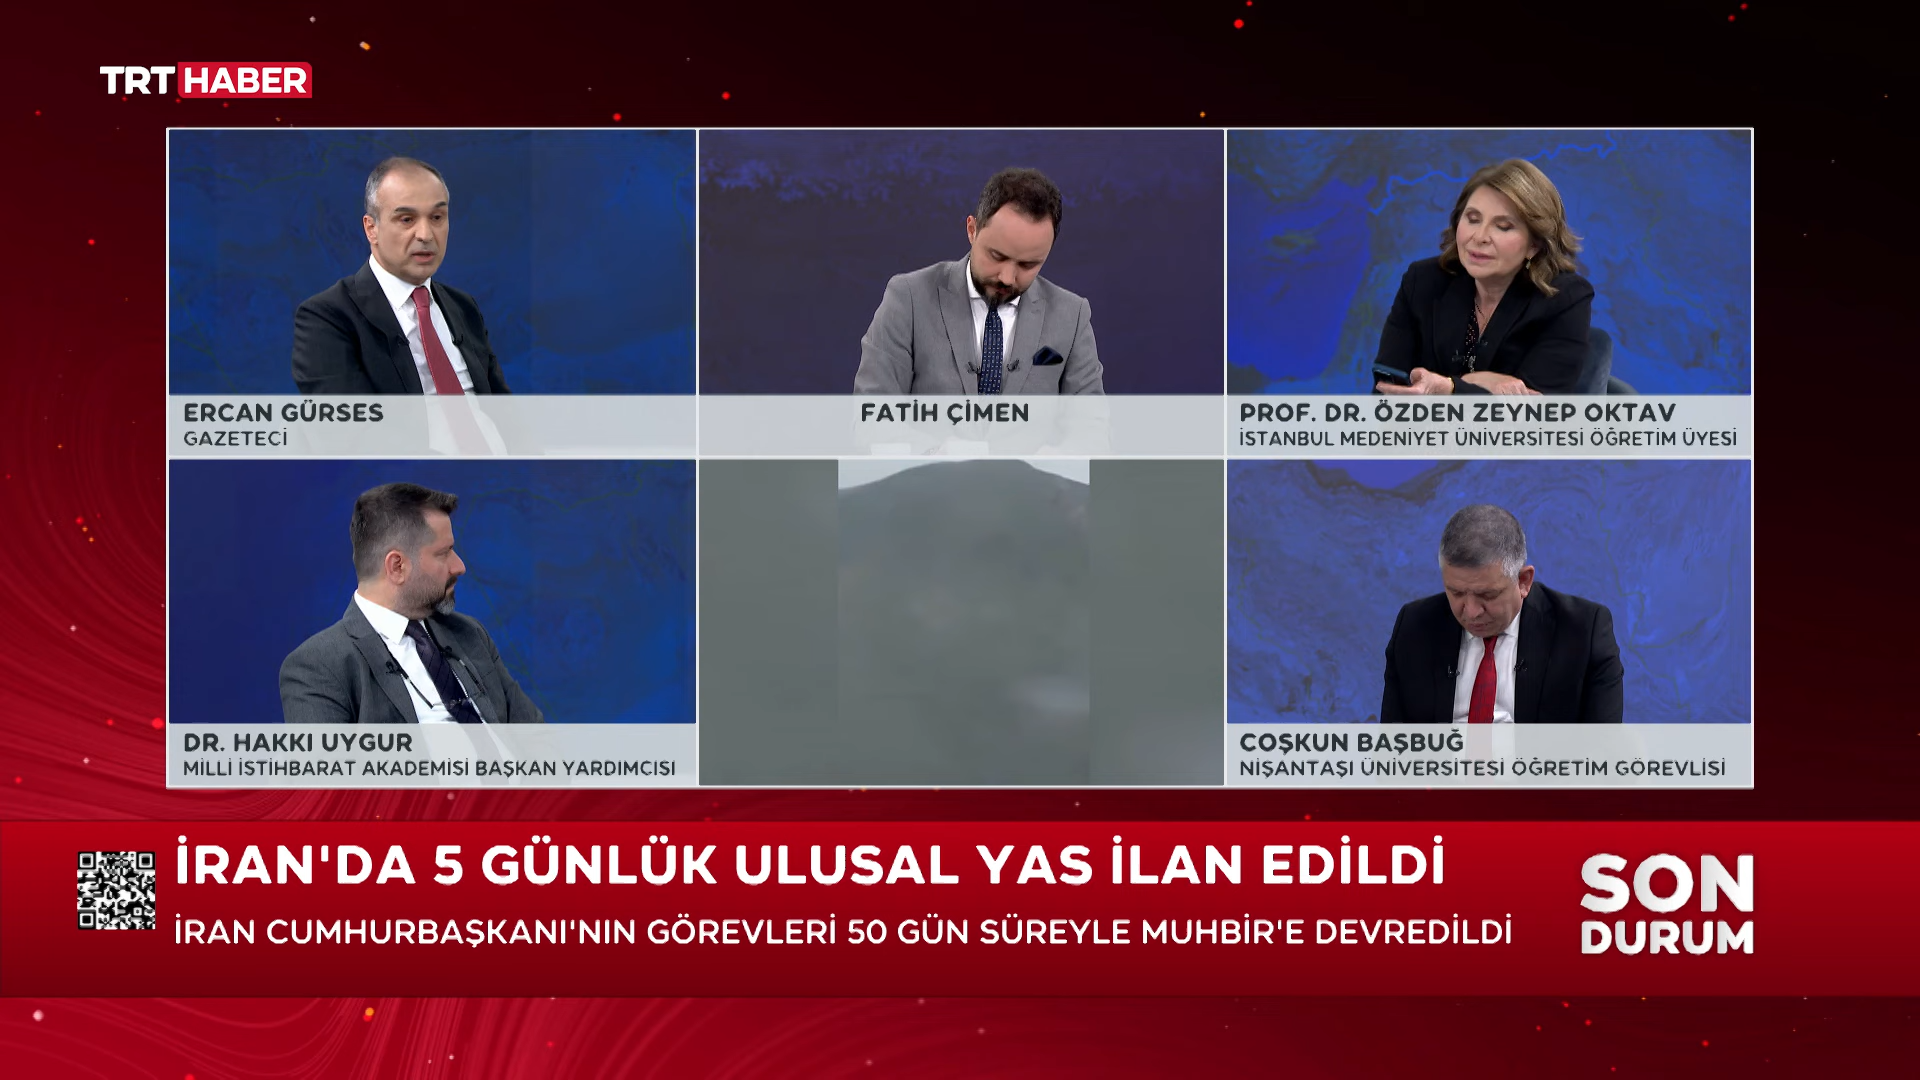 TRT HABER
ERCAN GÜRSES
GAZETECİ
FATİH ÇİMEN
PROF. DR. ÖZDEN ZEYNEP OKTAV
İSTANBUL MEDENİYET ÜNİVERSİTESİ ÖĞRETİM ÜYESİ
DR. HAKKI UYGUR
MİLLİ İSTİHBARAT AKADEMİSİ BAŞKAN YARDIMCISI
COŞKUN BAŞBUĞ
NİŞANTAŞI ÜNİVERSİTESİ ÖĞRETİM GÖREVLİSİ
İRAN'DA 5 GÜNLÜK ULUSAL YAS İLAN EDİLDİ
İRAN CUMHURBAŞKANI'NIN GÖREVLERİ 50 GÜN SÜREYLE MUHBİR'E DEVREDİLDİ
SON
DURUM